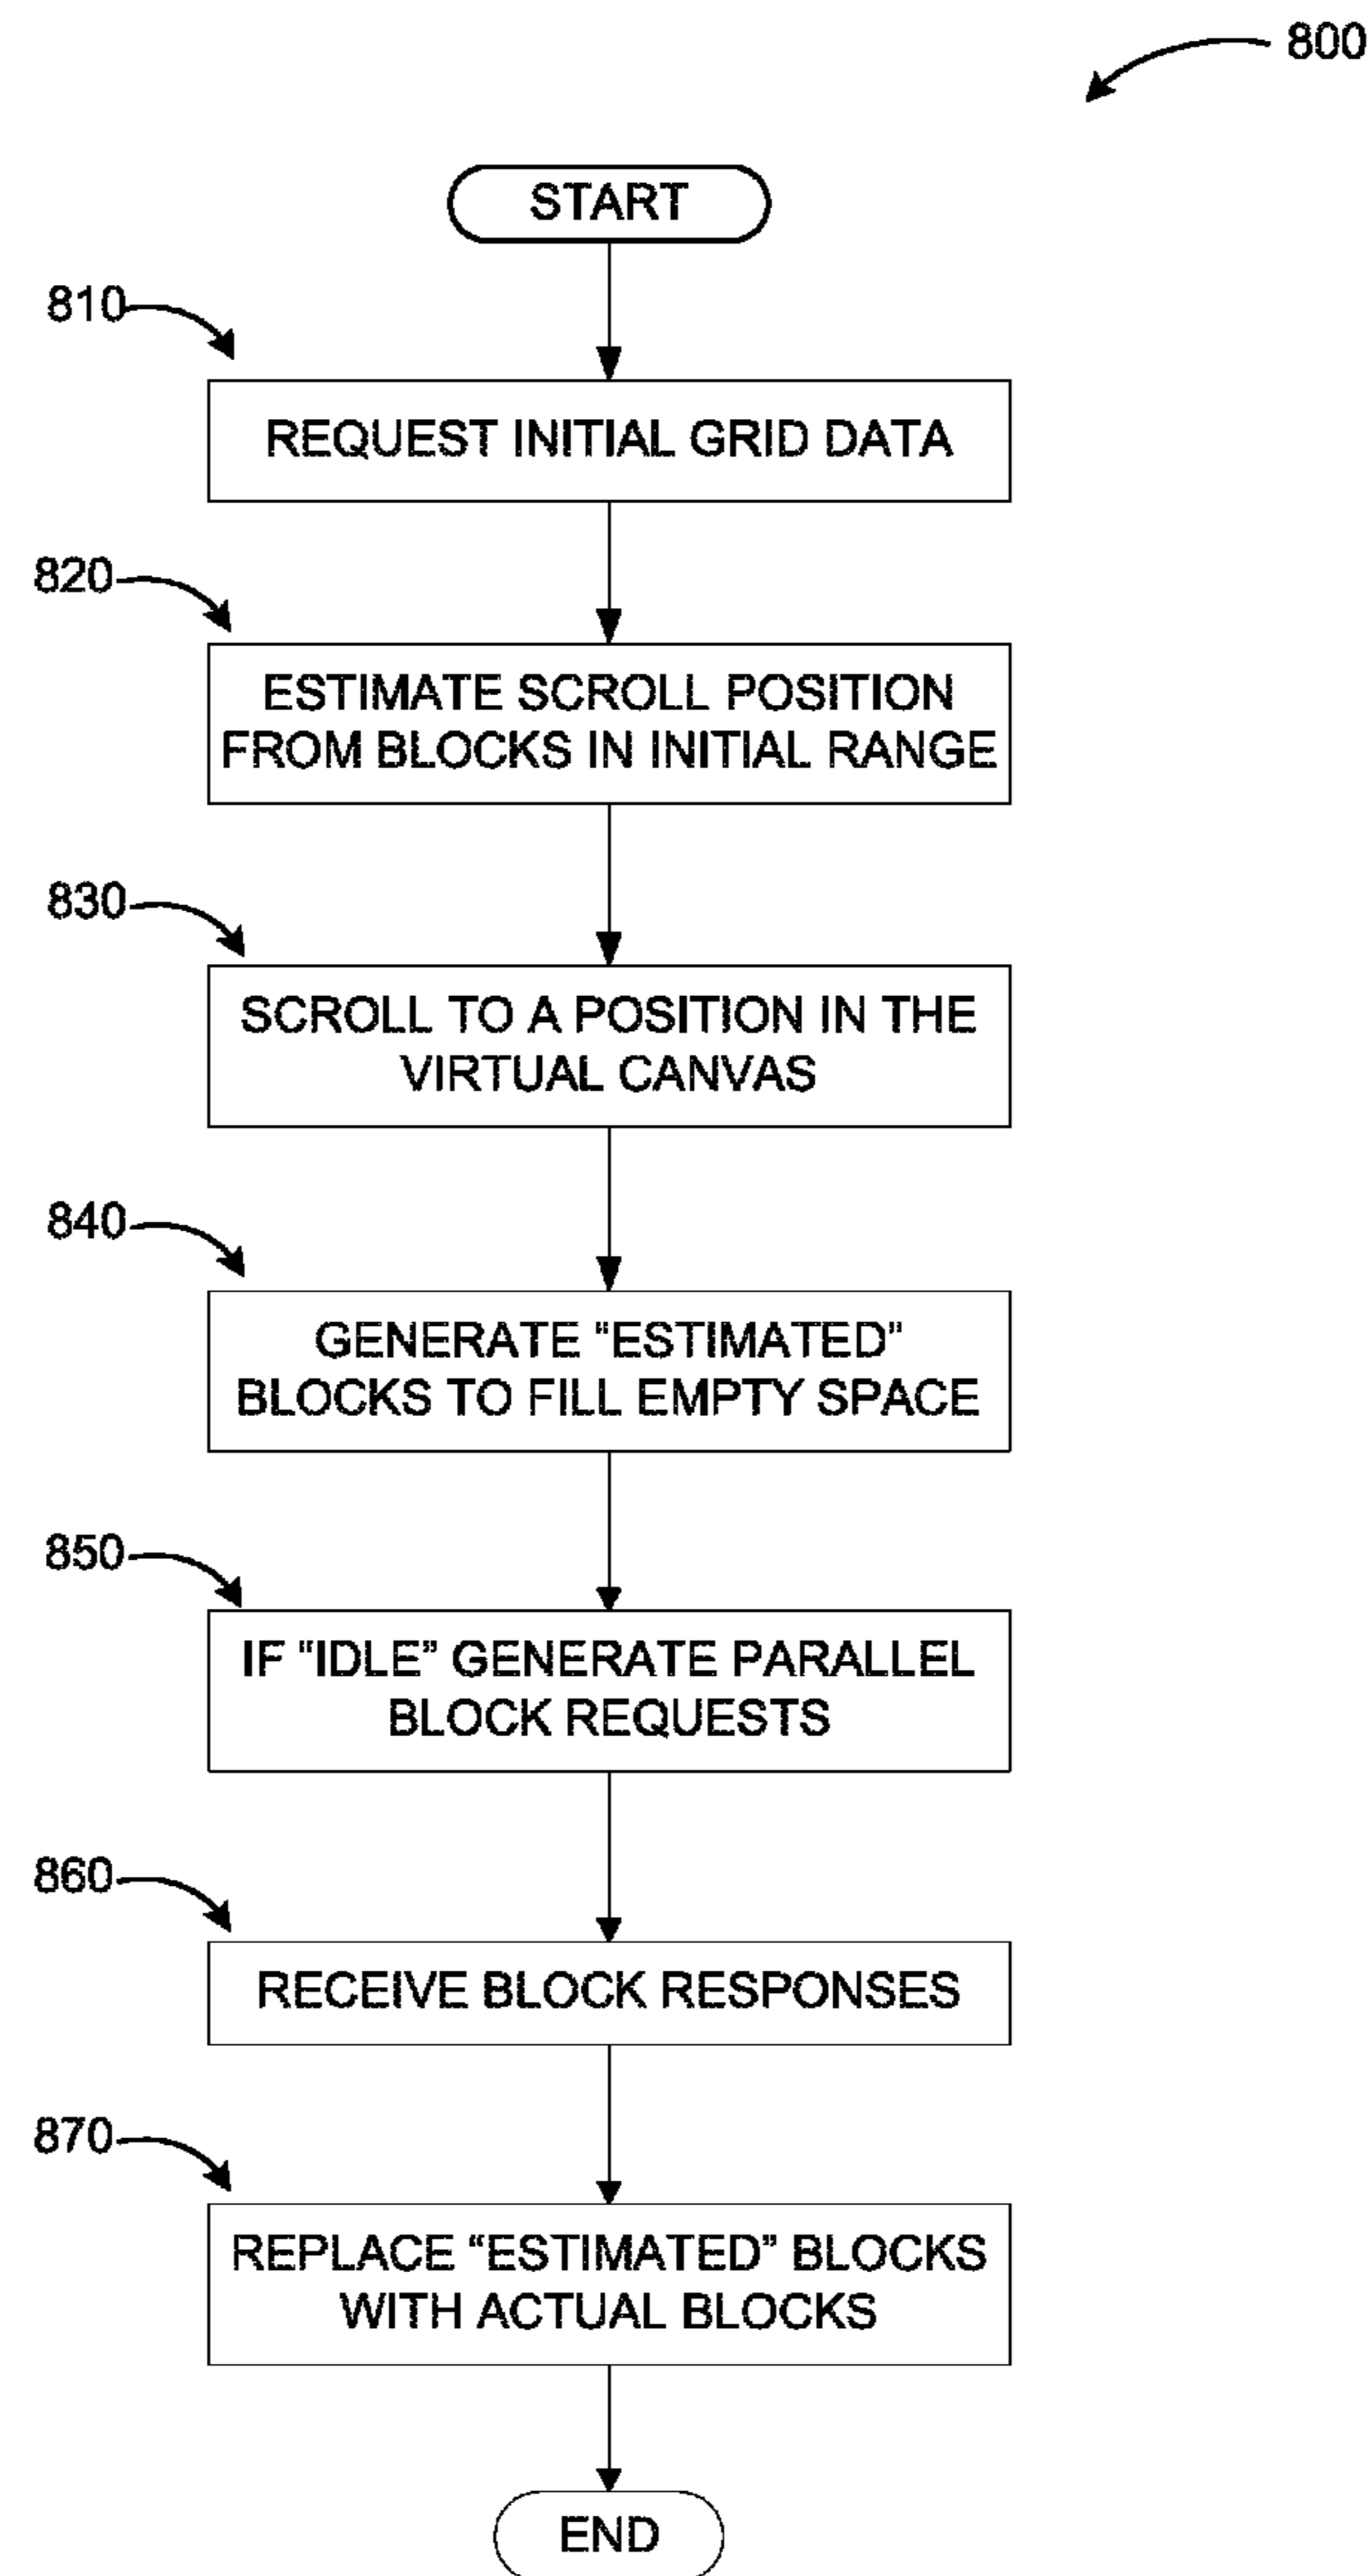 800
START
810
REQUEST INITIAL GRID DATA
820
ESTIMATE SCROLL POSITION
FROM BLOCKS IN INITIAL RANGE
830
SCROLL TO A POSITION IN THE
VIRTUAL CANVAS
840
GENERATE “ESTIMATED”
BLOCKS TO FILL EMPTY SPACE
850
IF “IDLE” GENERATE PARALLEL
BLOCK REQUESTS
860
RECEIVE BLOCK RESPONSES
870
REPLACE “ESTIMATED” BLOCKS
WITH ACTUAL BLOCKS
END